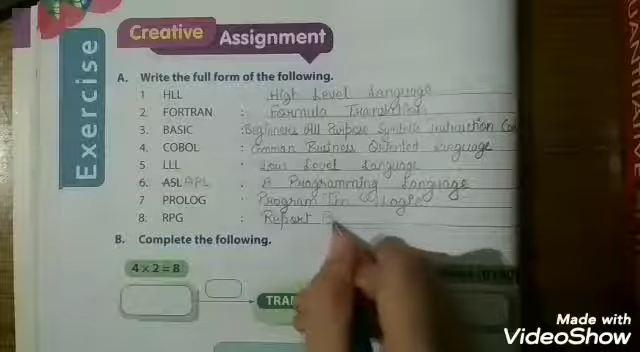 Exercise
Creative Assignment
A. Write the full form of the following.
1 HLL High Level Language
2. FORTRAN : Formula Translation
3. BASIC : Beginners All Purpose Symbolic Instruction
4. COBOL : Common Business Oriented Language
5. LLL : Low Level Language
6. ASL APL . A Programming Language
7 PROLOG . Program In Logic
8. RPG : Report
B. Complete the following.
4 × 2 = 8
Made with
VideoShow